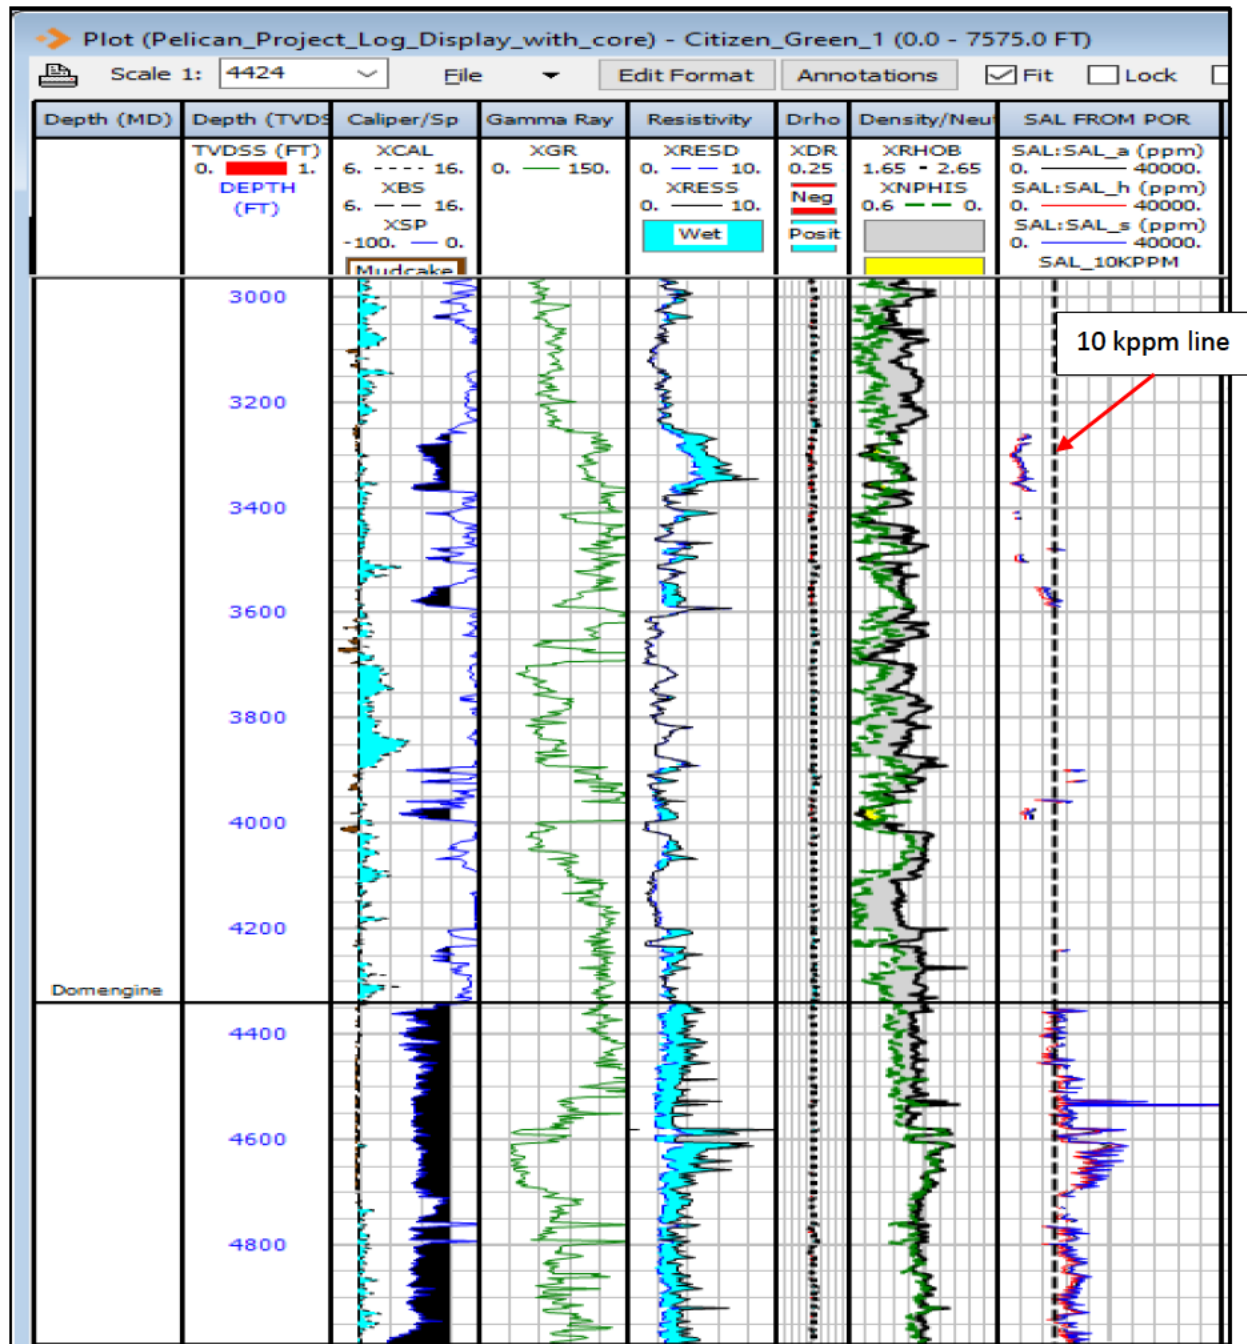 Plot (Pelican_Project_Log_Display_with_core) - Citizen_Green_1 (0.0 - 7575.0 FT)
Scale 1: 4424 File Edit Format Annotations Fit Lock
Depth (MD) Depth (TVDS Caliper/Sp Gamma Ray Resistivity Drho Density/Neut SAL FROM POR
TVDSS (FT) XCAL XGR XRESD XDR XRHOB SAL:SAL_a (ppm)
0. 1. 6. 16. 0. 150. 0. 10. 0.25 1.65 2.65 0. 40000.
DEPTH XBS XRESS Neg XNPHIS SAL:SAL_h (ppm)
(FT) 6. 16. 0. 10. 0.6 0. 0. 40000.
XSP Wet Posit SAL:SAL_s (ppm)
-100. 0. 0. 40000.
Mudcake SAL_10KPPM
3000
10 kppm line
3200
3400
3600
3800
4000
4200
Domengine
4400
4600
4800